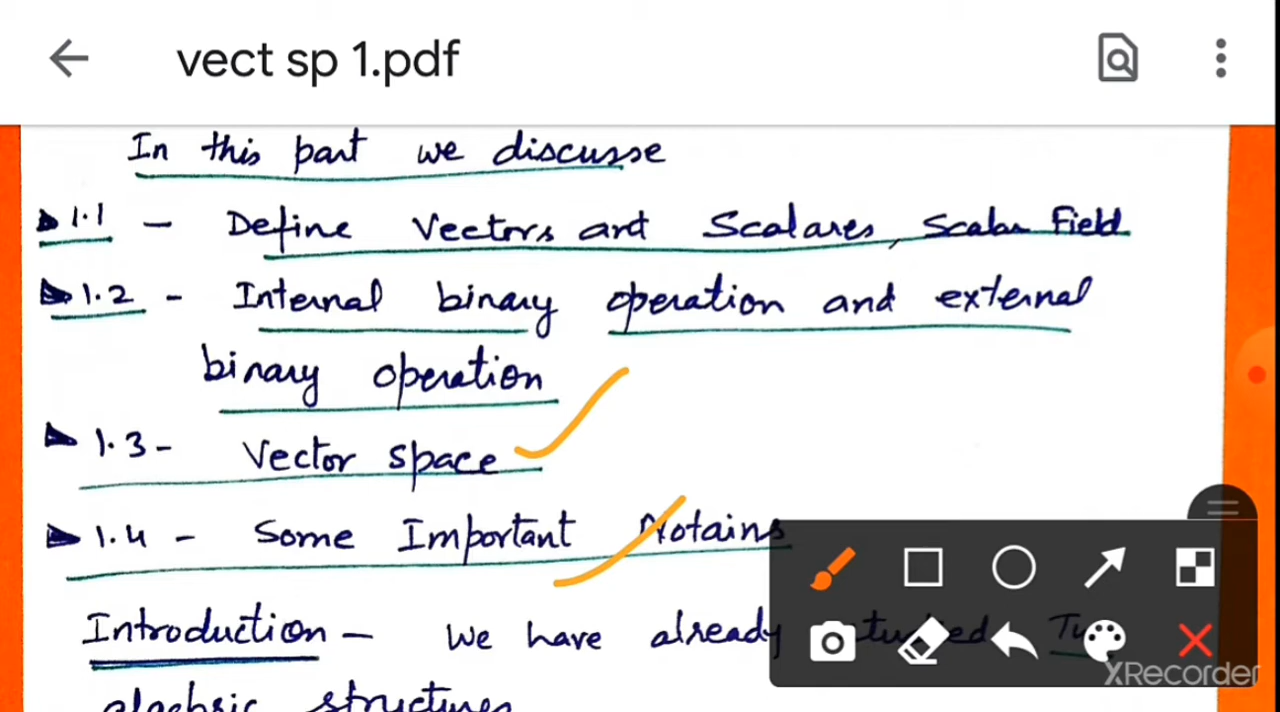 vect sp 1.pdf
In this part we discusse
1.1 - Define Vectors and Scalares, Scalar Field
1.2 - Internal binary operation and external
binary operation
1.3 - Vector space
1.4 - Some Important Notains
Introduction - We have already
algebric structures
XRecorder